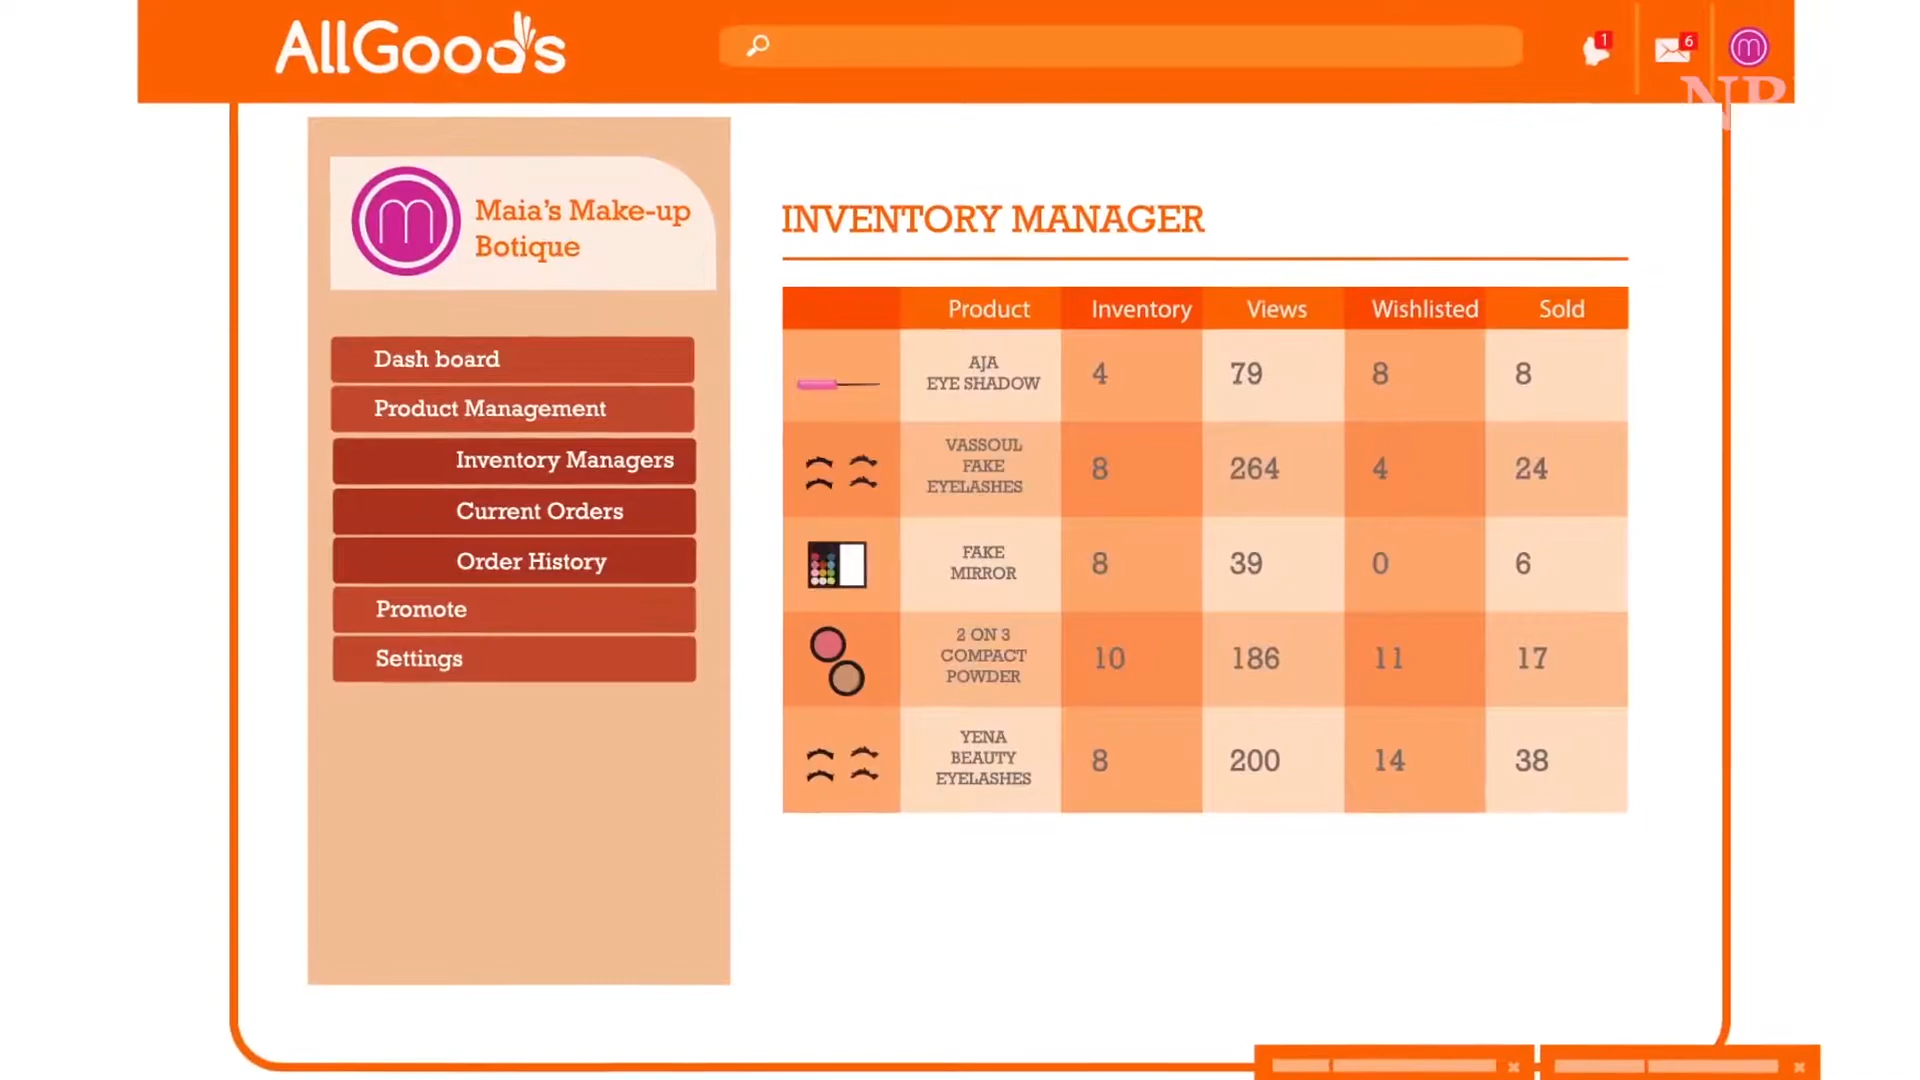 AllGood's
1
6
NP
Maia's Make-up
Botique
Dash board
Product Management
Inventory Managers
Current Orders
Order History
Promote
Settings
INVENTORY MANAGER
Product Inventory Views Wishlisted Sold
AJA
EYE SHADOW
4 79 8 8
VASSOUL
FAKE
EYELASHES
8 264 4 24
FAKE
MIRROR
8 39 0 6
2 ON 3
COMPACT
POWDER
10 186 11 17
YENA
BEAUTY
EYELASHES
8 200 14 38